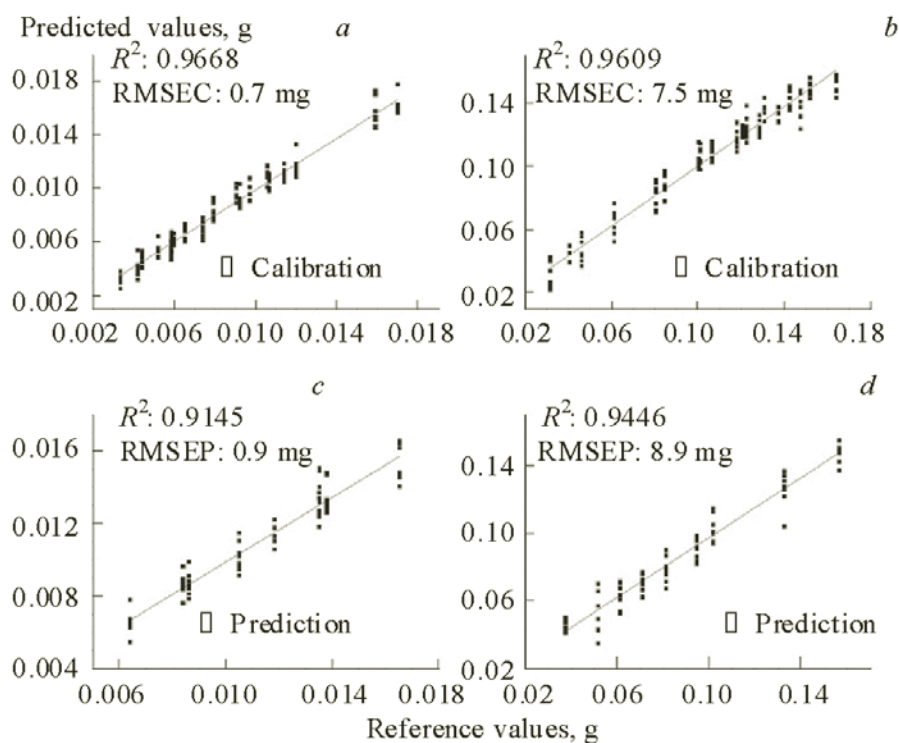 Predicted values, g
a
R²: 0.9668
RMSEC: 0.7 mg
0.018
0.014
0.010
0.006
0.002
Calibration
0.002 0.006 0.010 0.014 0.018
b
R²: 0.9609
RMSEC: 7.5 mg
0.14
0.10
0.06
0.02
Calibration
0.02 0.06 0.10 0.14 0.18
c
R²: 0.9145
RMSEP: 0.9 mg
0.016
0.012
0.008
0.004
Prediction
0.006 0.010 0.014 0.018
d
R²: 0.9446
RMSEP: 8.9 mg
0.14
0.10
0.06
0.02
Prediction
0.02 0.06 0.10 0.14
Reference values, g